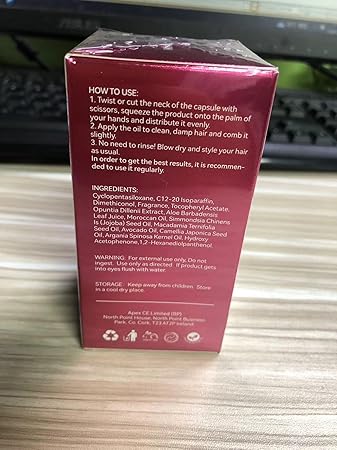 HOW TO USE:
1. Twist or cut the neck of the capsule with
scissors, squeeze the product onto the palm of
your hands and distribute it evenly.
2. Apply the oil to clean, damp hair and comb it
slightly.
3. No need to rinse! Blow dry and style your hair
as usual.
In order to get the best results, it is recommen-
ded to use it regularly.
INGREDIENTS:
Cyclopentasiloxane, C12-20 Isoparaffin,
Dimethiconol, Fragrance, Tocopheryl Acetate,
Opuntia Dillenii Extract, Aloe Barbadensis
Leaf Juice, Moroccan Oil, Simmondsia Chinens
Is (Jojoba) Seed Oil, Macadamia Ternifolia
Seed Oil, Avocado Oil, Camellia Japonica Seed
Oil, Argania Spinosa Kernel Oil, Hydroxy
Acetophenone,1,2-Hexanediolpanthenol.
WARNING: For external use only. Do not
ingest. Use only as directed If product gets
into eyes flush with water.
STORAGE: Keep away from children Store
in a cool dry place.
Apex CE Limited (BP)
North Point House, North Point Business
Park, Co. Cork, T23 AT2P Ireland